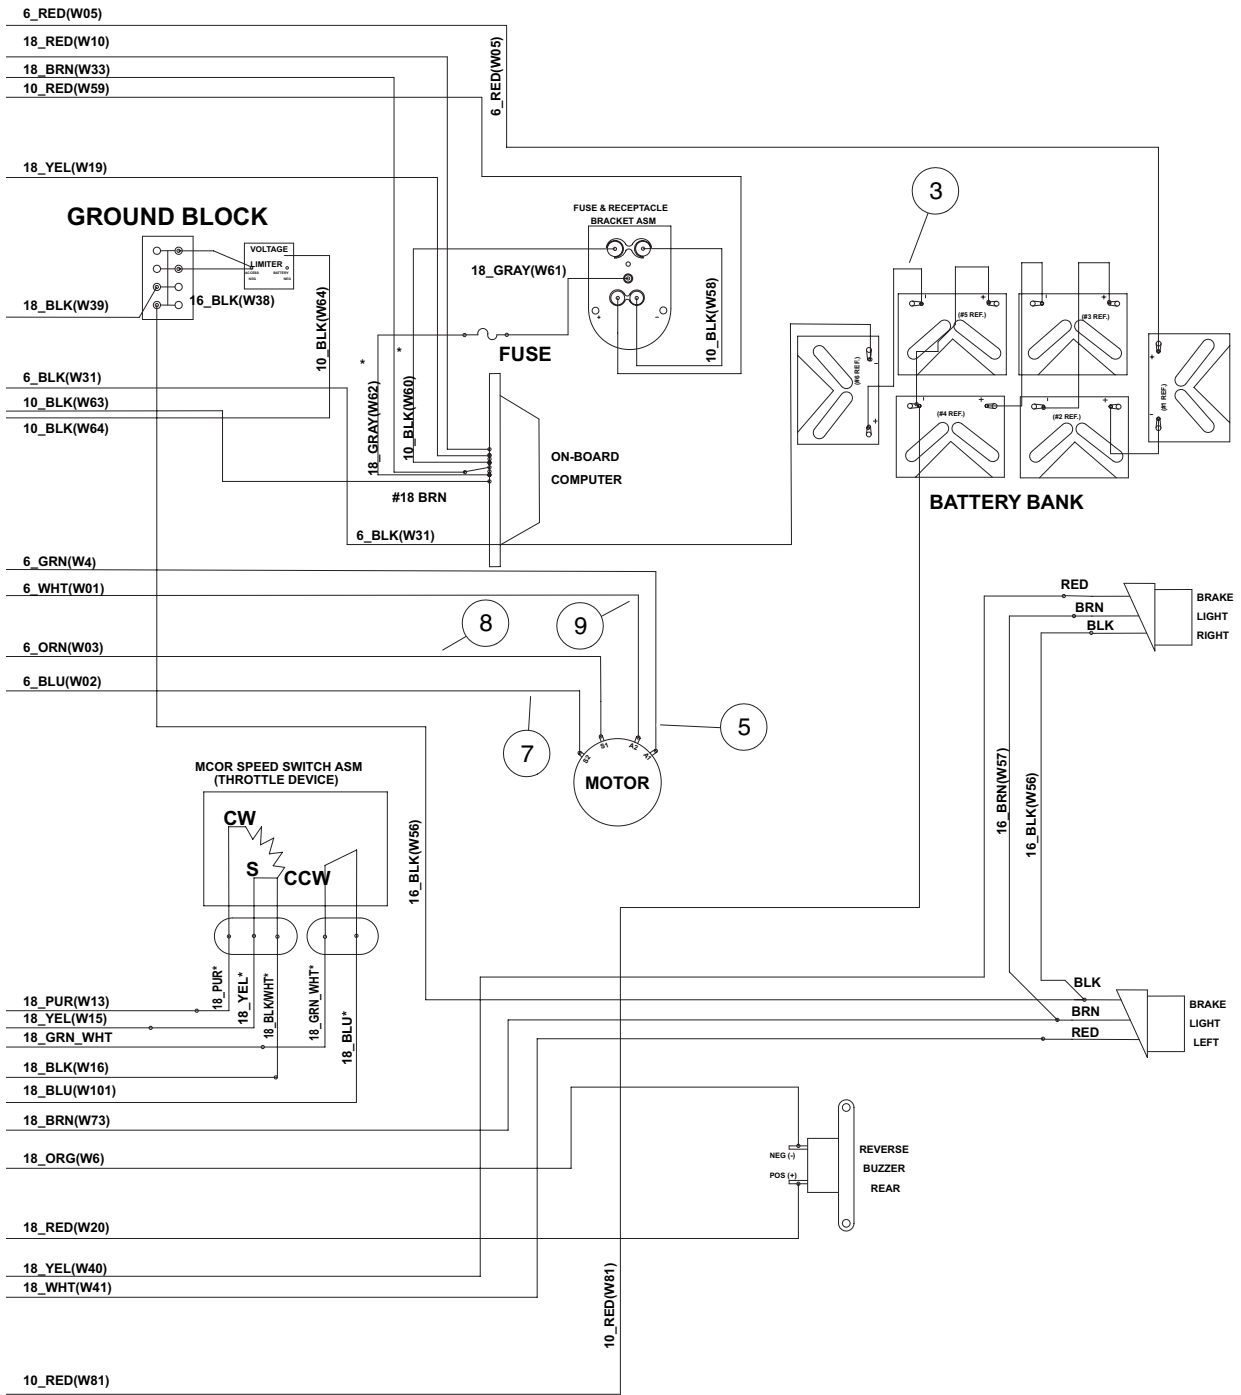 6_RED(W05)
18_RED(W10)
18_BRN(W33)
10_RED(W59)
6_RED(W05)
18_YEL(W19)
3
GROUND BLOCK
FUSE & RECEPTACLE
BRACKET ASM
VOLTAGE
LIMITER
ACCESS
NEG
BATTERY
NEG
18_GRAY(W61)
16_BLK(W38)
18_BLK(W39)
10_BLK(W64)
10_BLK(W58)
+
−
FUSE
*
*
18_GRAY(W62)
10_BLK(W60)
6_BLK(W31)
10_BLK(W63)
10_BLK(W64)
ON-BOARD
COMPUTER
#18 BRN
6_BLK(W31)
-
+
(#5 REF.)
-
+
(#3 REF.)
(#6 REF.)
-
+
(#4 REF.)
-
+
(#2 REF.)
-
+
(#1 REF.)
+
-
BATTERY BANK
6_GRN(W4)
6_WHT(W01)
8
9
6_ORN(W03)
6_BLU(W02)
7
5
S2
S1
A2
A1
MOTOR
RED
BRN
BLK
BRAKE
LIGHT
RIGHT
MCOR SPEED SWITCH ASM
(THROTTLE DEVICE)
CW
S
CCW
16_BLK(W56)
16_BRN(W57)
16_BLK(W56)
18_PUR*
18_YEL*
18_BLK/WHT*
18_GRN_WHT*
18_BLU*
18_PUR(W13)
18_YEL(W15)
18_GRN_WHT
18_BLK(W16)
18_BLU(W101)
18_BRN(W73)
18_ORG(W6)
BLK
BRN
RED
BRAKE
LIGHT
LEFT
NEG (-)
POS (+)
REVERSE
BUZZER
REAR
18_RED(W20)
18_YEL(W40)
18_WHT(W41)
10_RED(W81)
10_RED(W81)